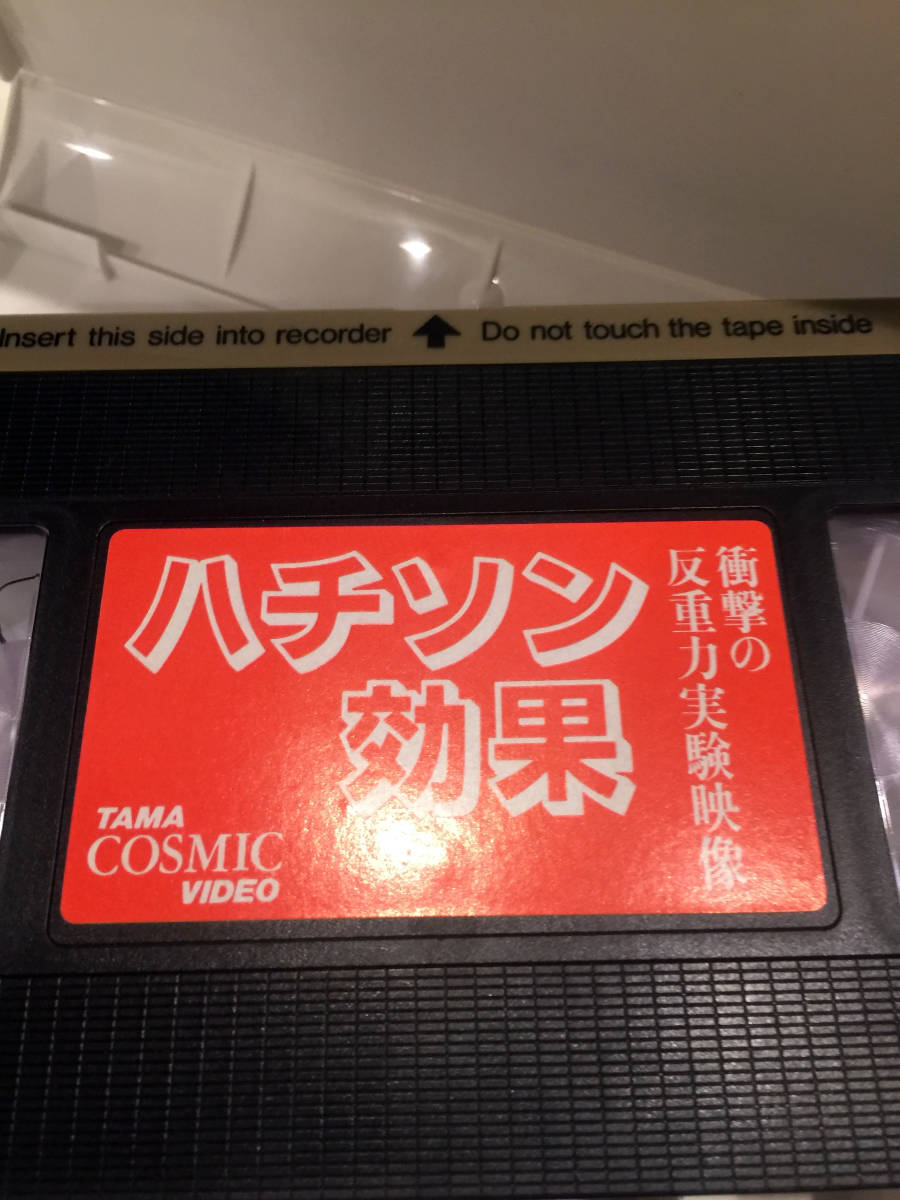 Insert this side into recorder Do not touch the tape inside
ハチソン
効果
衝撃の
反重力実験映像
TAMA
COSMIC
VIDEO